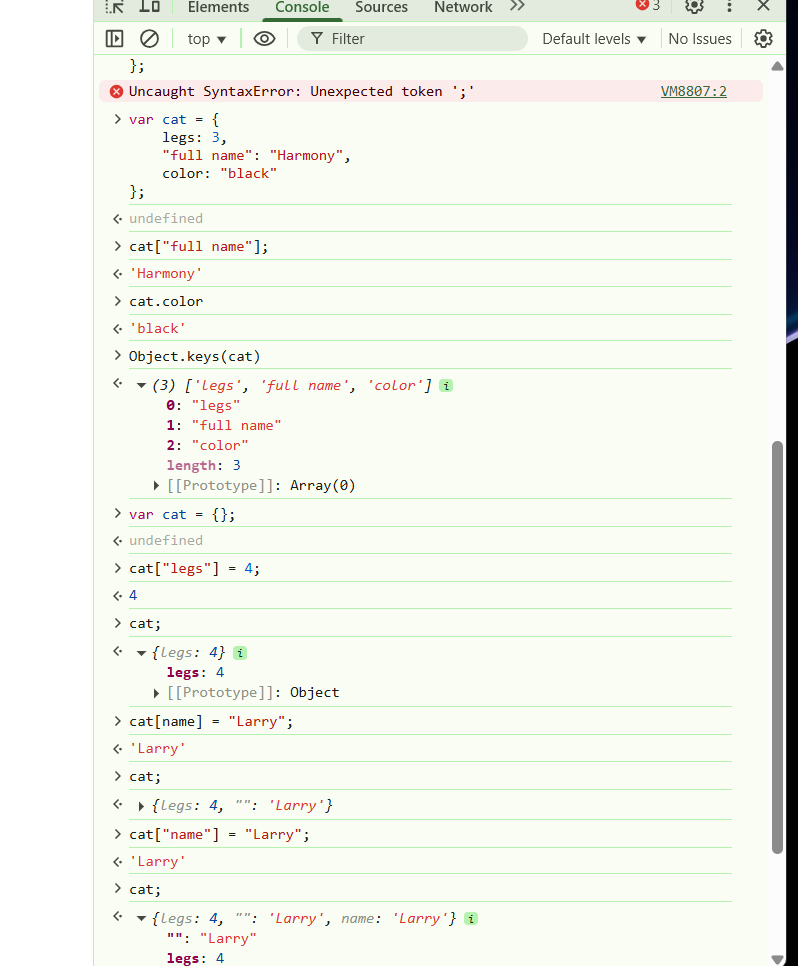 Elements Console Sources Network 3
top Filter Default levels No Issues
};
Uncaught SyntaxError: Unexpected token ';' VM8807:2
> var cat = {
legs: 3,
"full name": "Harmony",
color: "black"
};
undefined
> cat["full name"];
'Harmony'
> cat.color
'black'
> Object.keys(cat)
(3) ['legs', 'full name', 'color']
0: "legs"
1: "full name"
2: "color"
length: 3
[[Prototype]]: Array(0)
> var cat = {};
undefined
> cat["legs"] = 4;
4
> cat;
{legs: 4}
legs: 4
[[Prototype]]: Object
> cat[name] = "Larry";
'Larry'
> cat;
{legs: 4, "": 'Larry'}
> cat["name"] = "Larry";
'Larry'
> cat;
{legs: 4, "": 'Larry', name: 'Larry'}
"": "Larry"
legs: 4